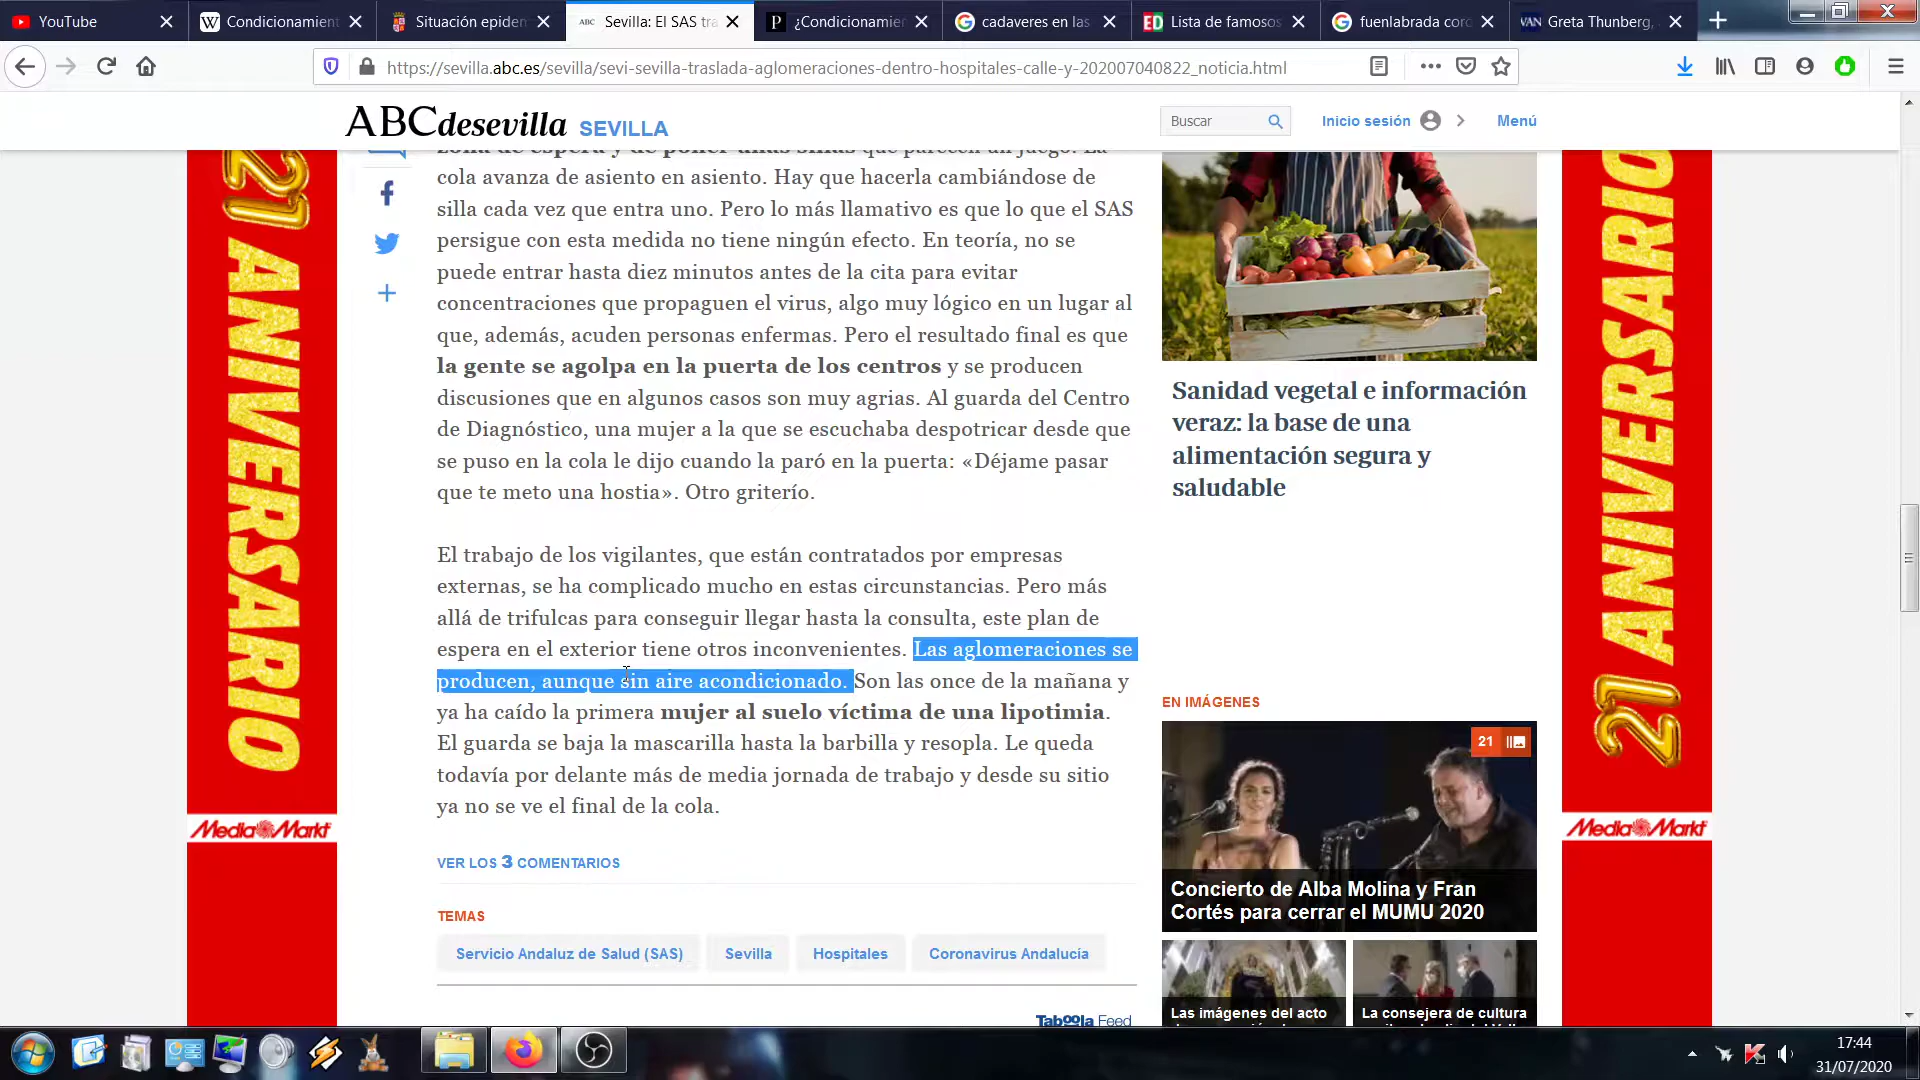 YouTube
Condicionamient
Situación epiden
ABC Sevilla: El SAS tra
P ¿Condicionamien
cadaveres en las
ED Lista de famosos
fuenlabrada coro
VAN Greta Thunberg,
https://sevilla.abc.es/sevilla/sevi-sevilla-traslada-aglomeraciones-dentro-hospitales-calle-y-202007040822_noticia.html
ABCdesevilla SEVILLA
Buscar
Inicio sesión
Menú
zona de espera y de poner unas sillas que parecen un juego. La
cola avanza de asiento en asiento. Hay que hacerla cambiándose de
silla cada vez que entra uno. Pero lo más llamativo es que lo que el SAS
persigue con esta medida no tiene ningún efecto. En teoría, no se
puede entrar hasta diez minutos antes de la cita para evitar
concentraciones que propaguen el virus, algo muy lógico en un lugar al
que, además, acuden personas enfermas. Pero el resultado final es que
la gente se agolpa en la puerta de los centros y se producen
discusiones que en algunos casos son muy agrias. Al guarda del Centro
de Diagnóstico, una mujer a la que se escuchaba despotricar desde que
se puso en la cola le dijo cuando la paró en la puerta: «Déjame pasar
que te meto una hostia». Otro griterío.
El trabajo de los vigilantes, que están contratados por empresas
externas, se ha complicado mucho en estas circunstancias. Pero más
allá de trifulcas para conseguir llegar hasta la consulta, este plan de
espera en el exterior tiene otros inconvenientes. Las aglomeraciones se
producen, aunque sin aire acondicionado. Son las once de la mañana y
ya ha caído la primera mujer al suelo víctima de una lipotimia.
El guarda se baja la mascarilla hasta la barbilla y resopla. Le queda
todavía por delante más de media jornada de trabajo y desde su sitio
ya no se ve el final de la cola.
VER LOS 3 COMENTARIOS
TEMAS
Servicio Andaluz de Salud (SAS)
Sevilla
Hospitales
Coronavirus Andalucía
Taboola Feed
Sanidad vegetal e información
veraz: la base de una
alimentación segura y
saludable
EN IMÁGENES
21
Concierto de Alba Molina y Fran
Cortés para cerrar el MUMU 2020
Las imágenes del acto
La consejera de cultura
21 ANIVERSARIO
Media Markt
21 ANIVERSARIO
Media Markt
17:44
31/07/2020